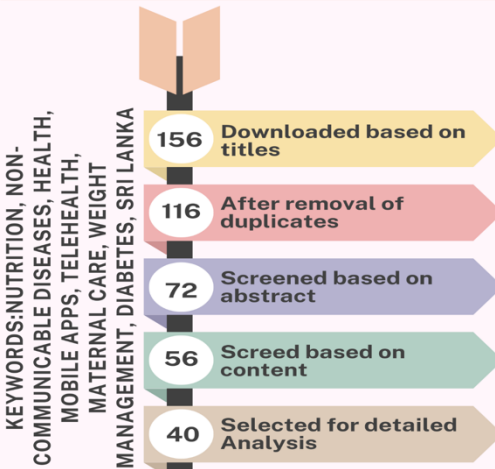 KEYWORDS:NUTRITION, NON-
COMMUNICABLE DISEASES, HEALTH,
MOBILE APPS, TELEHEALTH,
MATERNAL CARE, WEIGHT
MANAGEMENT, DIABETES, SRI LANKA
156 Downloaded based on
titles
116 After removal of
duplicates
72 Screened based on
abstract
56 Screed based on
content
40 Selected for detailed
Analysis